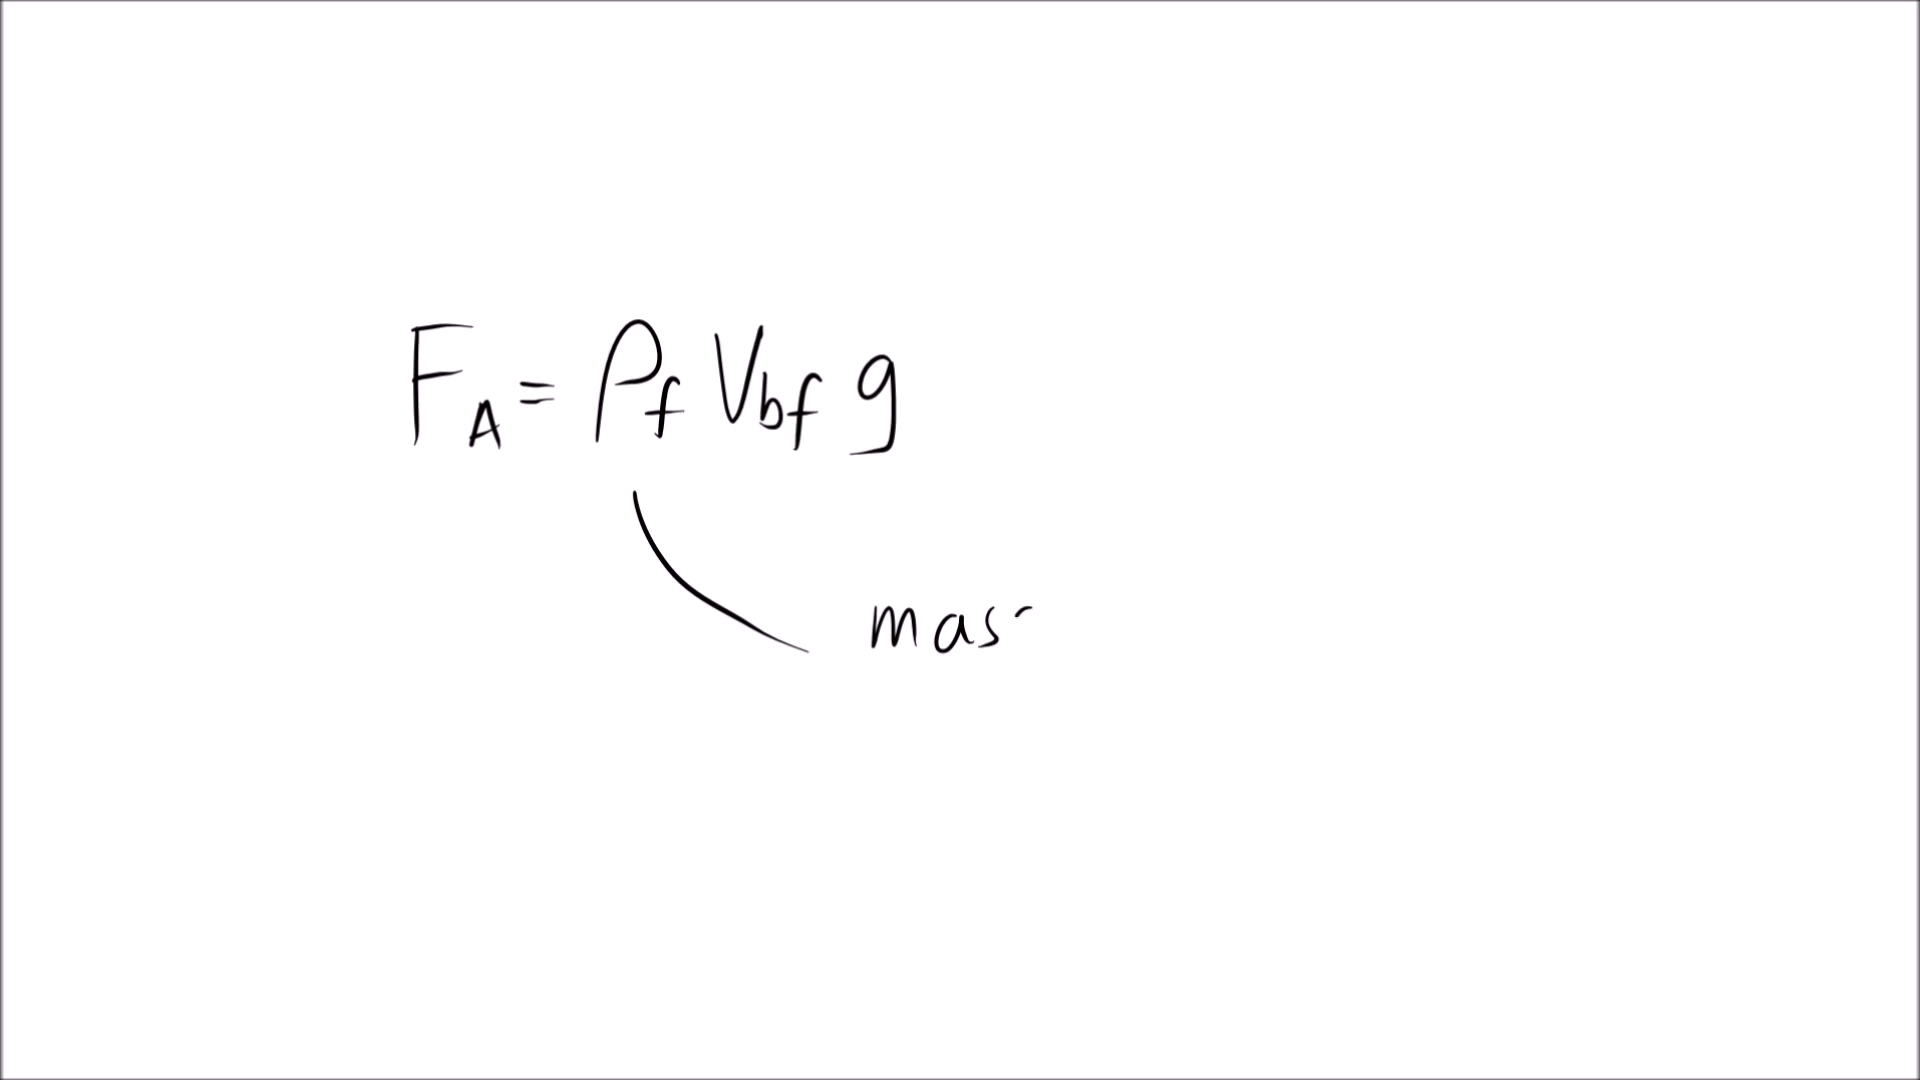 F_A = ρ_f V_bf g
mas